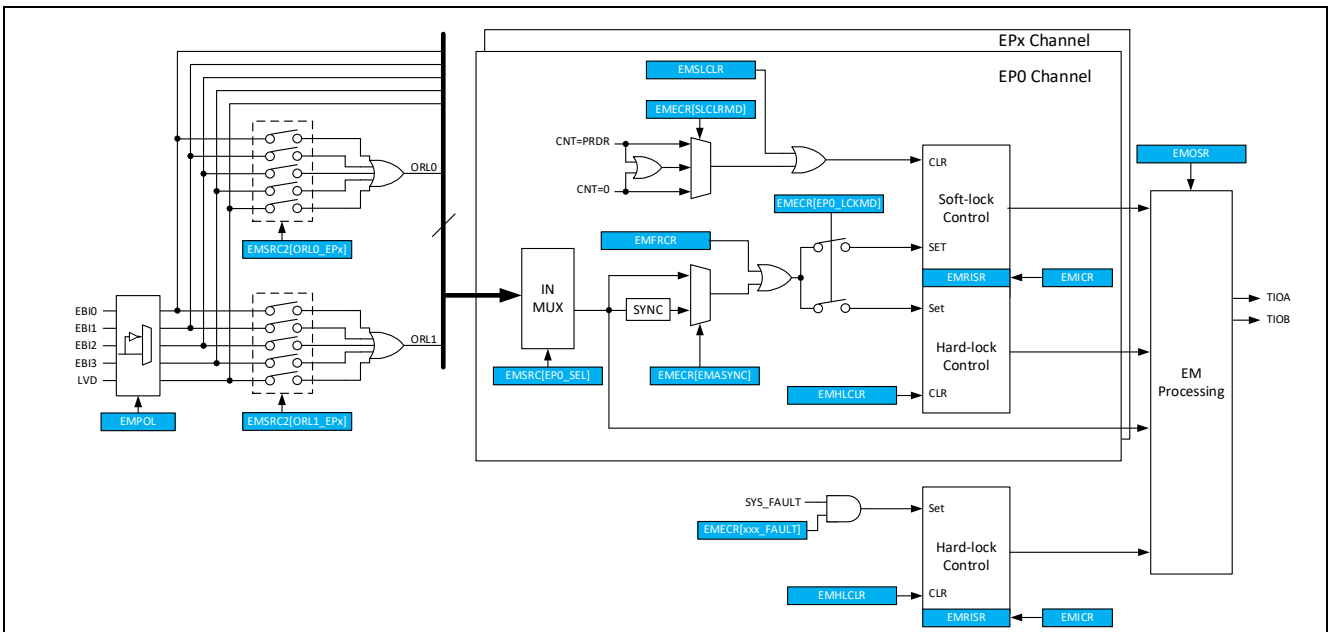 EPx Channel
EP0 Channel
EMSLCLR
EMECR[SLCLRMD]
CNT=PRDR
CNT=0
ORL0
EMSRC2[ORL0_EPx]
CLR
Soft-lock
Control
SET
EMOSR
EMECR[EP0_LCKMD]
EMFRCR
EMRISR
EMICR
IN
MUX
SYNC
Set
Hard-lock
Control
EMHLCLR
CLR
EBI0
EBI1
EBI2
EBI3
LVD
EMPOL
ORL1
EMSRC2[ORL1_EPx]
EMSRC[EP0_SEL]
EMECR[EMASYNC]
EM
Processing
TIOA
TIOB
SYS_FAULT
EMECR[xxx_FAULT]
Set
Hard-lock
Control
EMHLCLR
CLR
EMRISR
EMICR